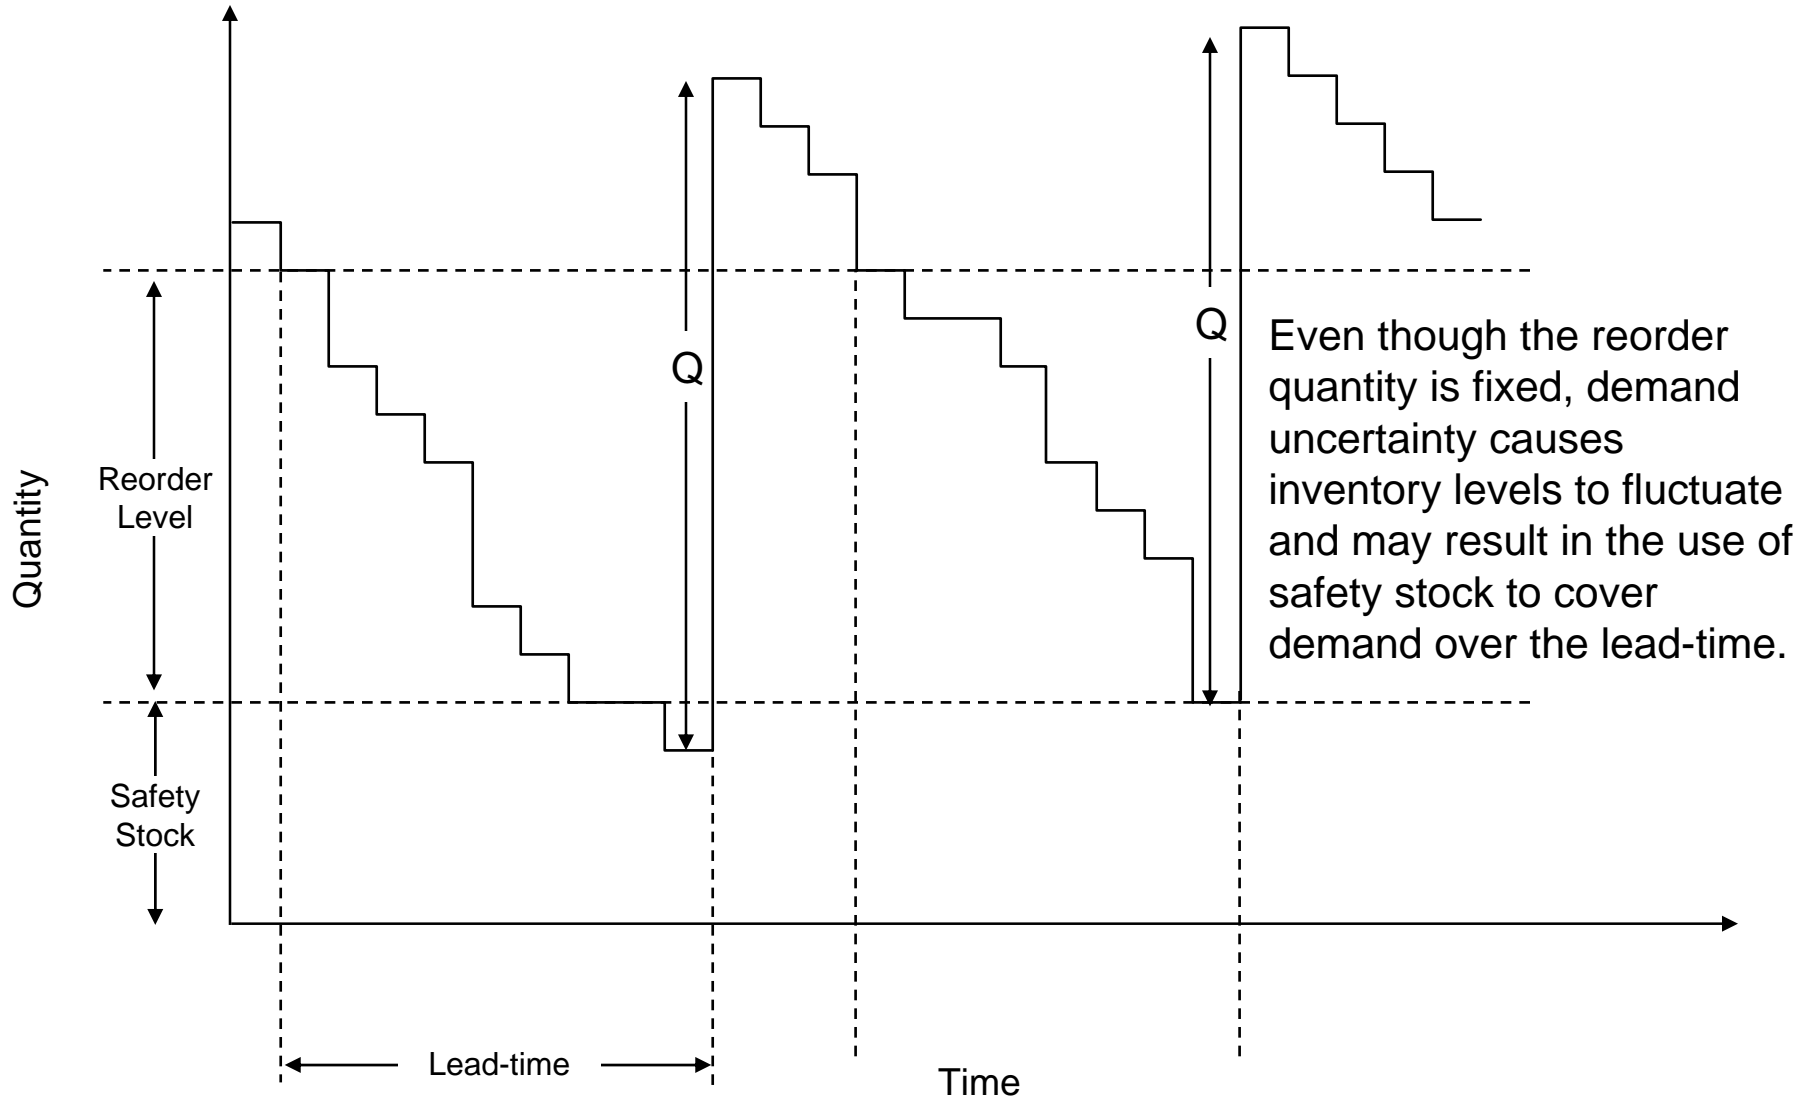 Q
Q
Even though the reorder
quantity is fixed, demand
uncertainty causes
inventory levels to fluctuate
and may result in the use of
safety stock to cover
demand over the lead-time.
Quantity
Reorder
Level
Safety
Stock
Lead-time
Time